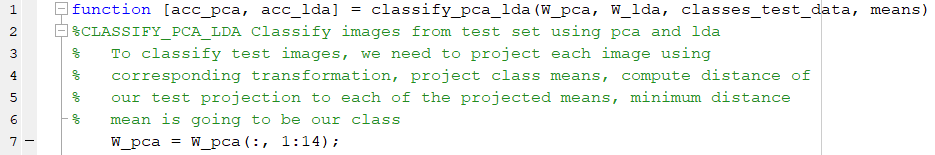 1 function [acc_pca, acc_lda] = classify_pca_lda(W_pca, W_lda, classes_test_data, means)
2 %CLASSIFY_PCA_LDA Classify images from test set using pca and lda
3 % To classify test images, we need to project each image using
4 % corresponding transformation, project class means, compute distance of
5 % our test projection to each of the projected means, minimum distance
6 % mean is going to be our class
7 – W_pca = W_pca(:, 1:14);